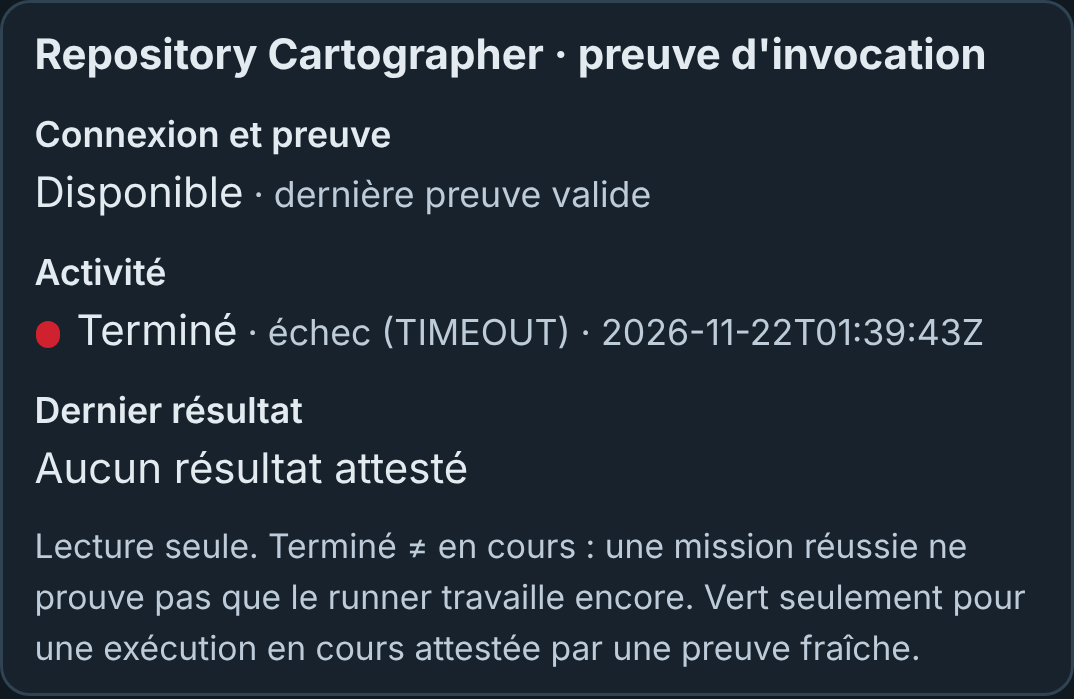 Repository Cartographer · preuve d'invocation
Connexion et preuve
Disponible · dernière preuve valide
Activité
Terminé · échec (TIMEOUT) · 2026-11-22T01:39:43Z
Dernier résultat
Aucun résultat attesté
Lecture seule. Terminé ≠ en cours : une mission réussie ne
prouve pas que le runner travaille encore. Vert seulement pour
une exécution en cours attestée par une preuve fraîche.